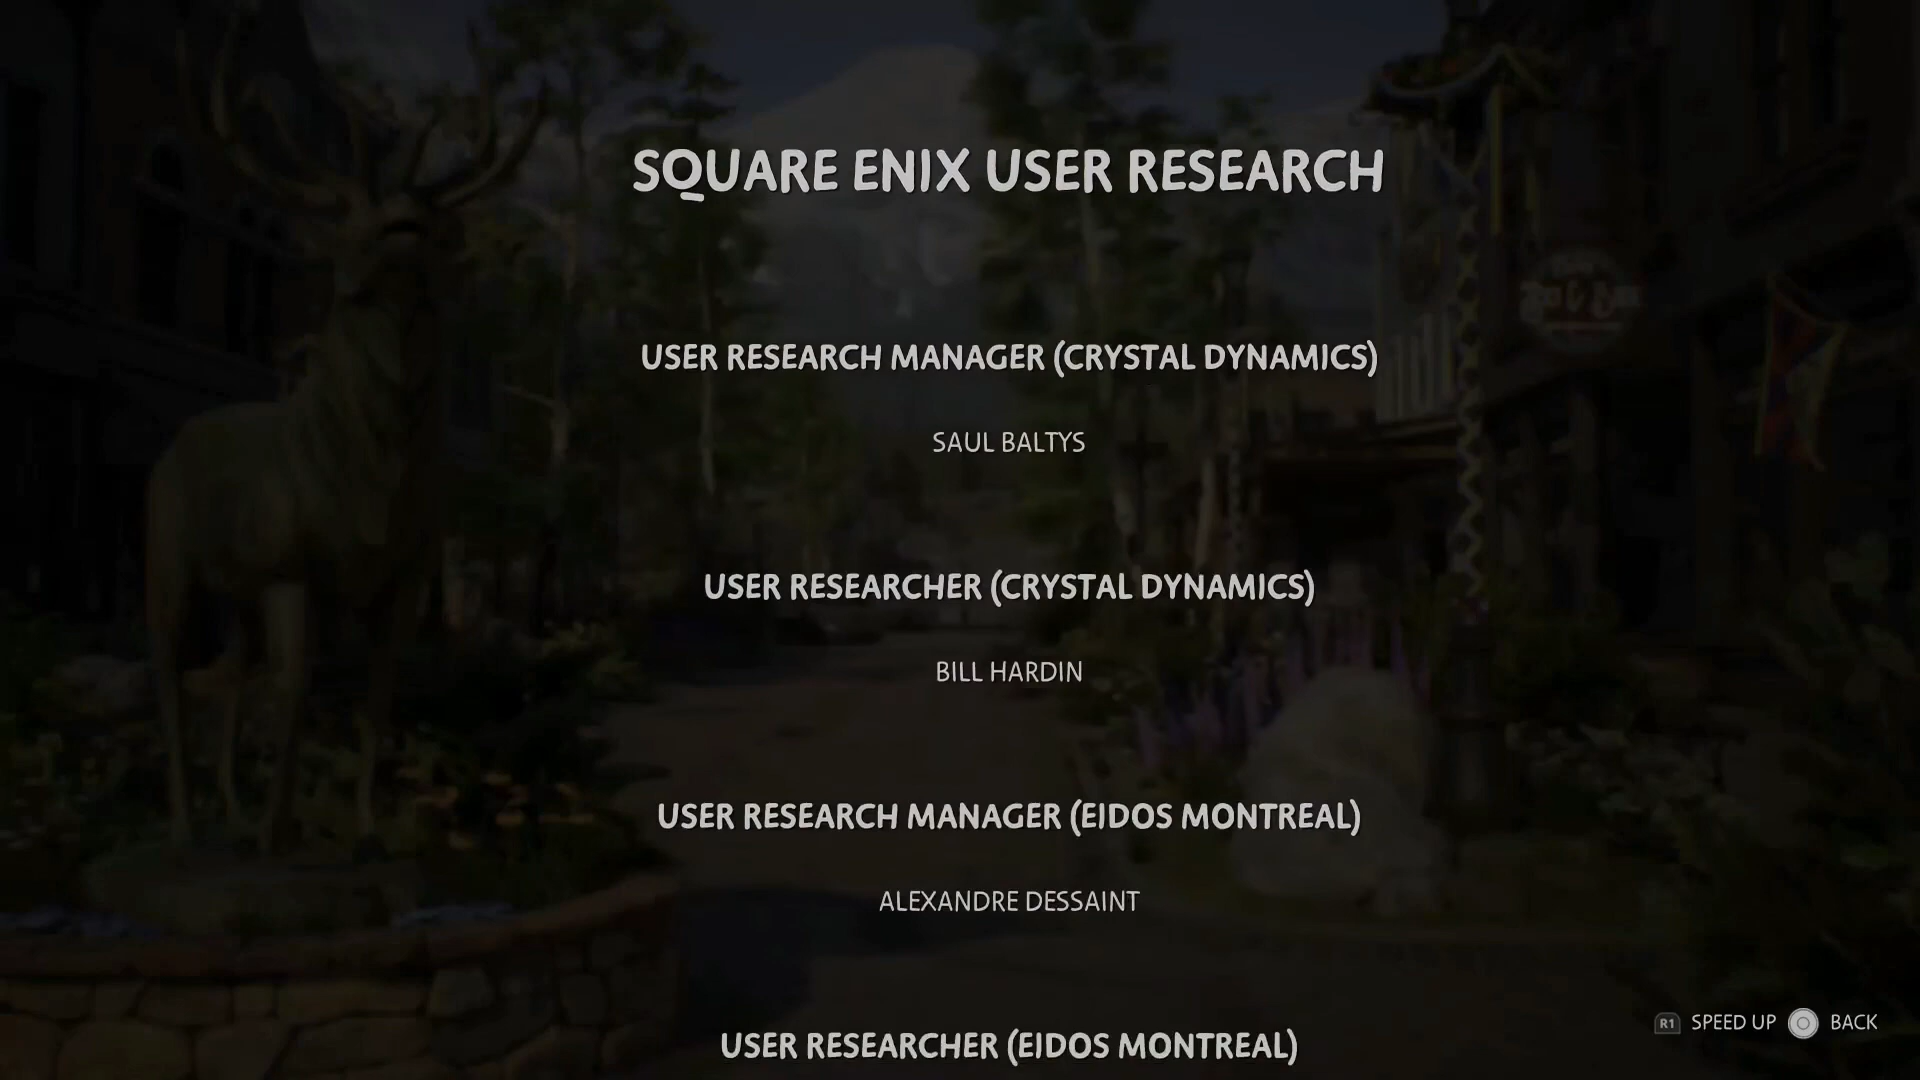 SQUARE ENIX USER RESEARCH
USER RESEARCH MANAGER (CRYSTAL DYNAMICS)
SAUL BALTYS
USER RESEARCHER (CRYSTAL DYNAMICS)
BILL HARDIN
USER RESEARCH MANAGER (EIDOS MONTREAL)
ALEXANDRE DESSAINT
USER RESEARCHER (EIDOS MONTREAL)
R1 SPEED UP BACK